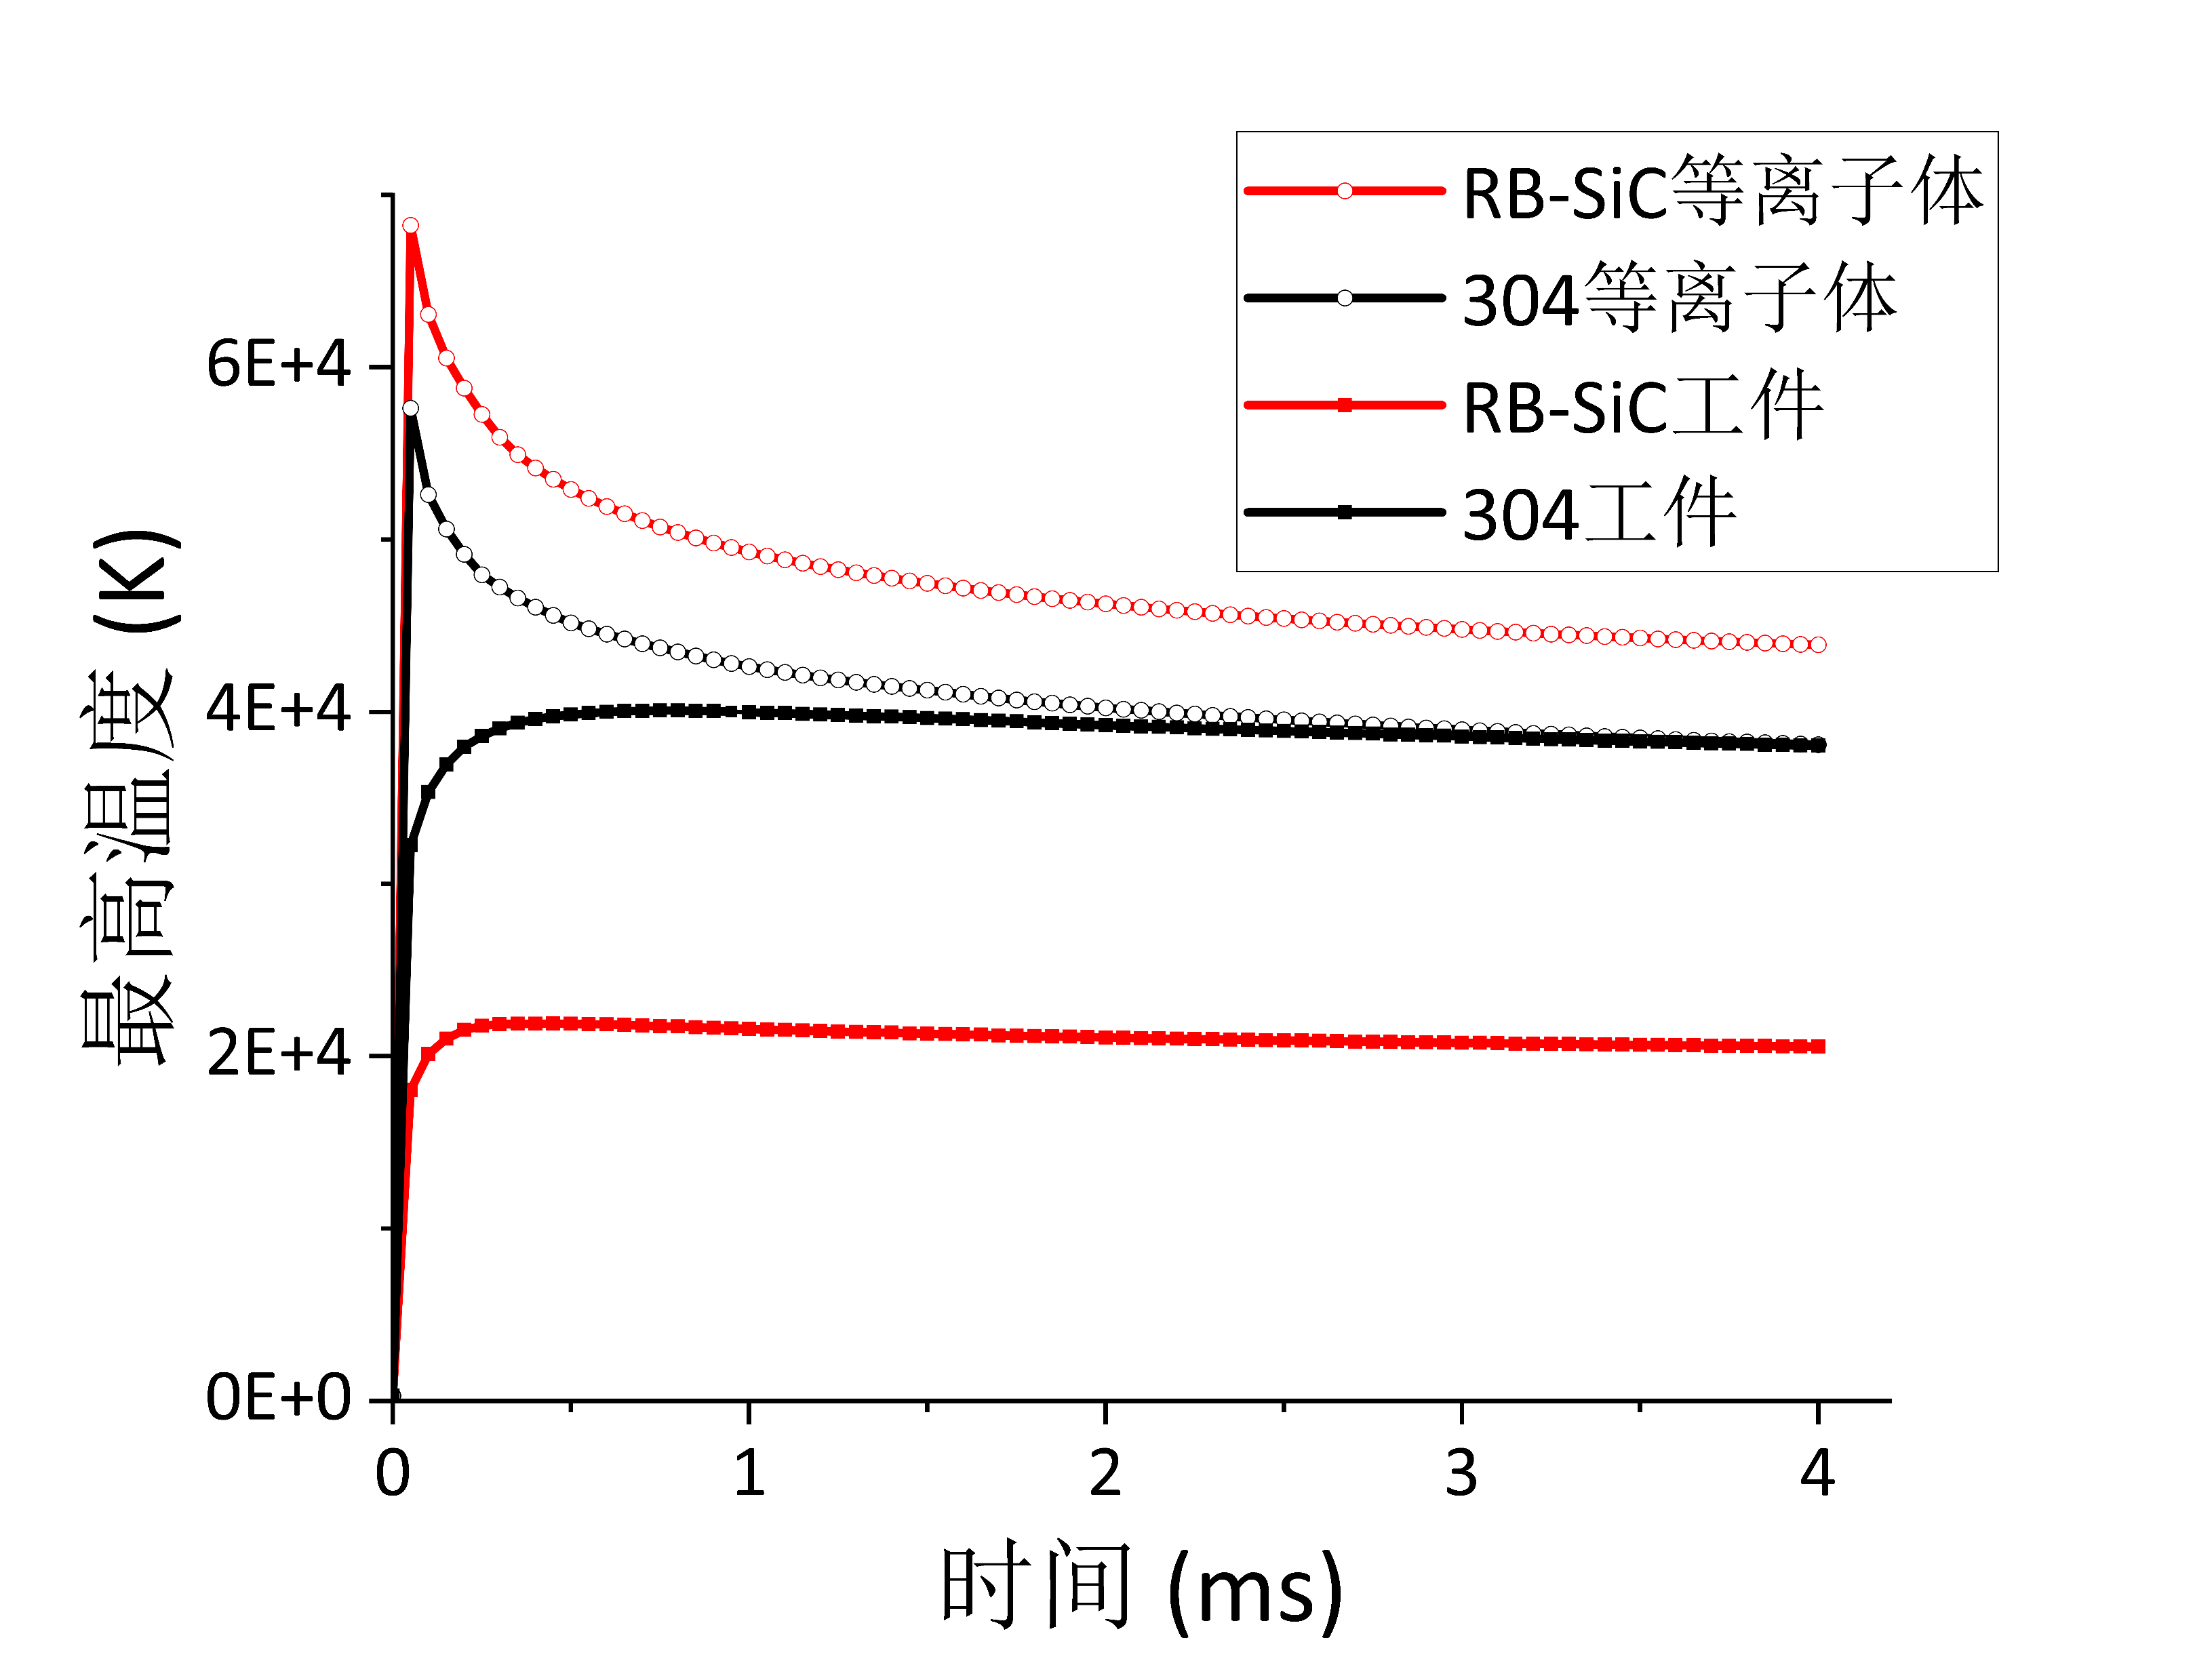 RB-SiC等离子体
304等离子体
RB-SiC工件
304工件
最高温度 (K)
6E+4
4E+4
2E+4
0E+0
0
1
2
3
4
时间 (ms)